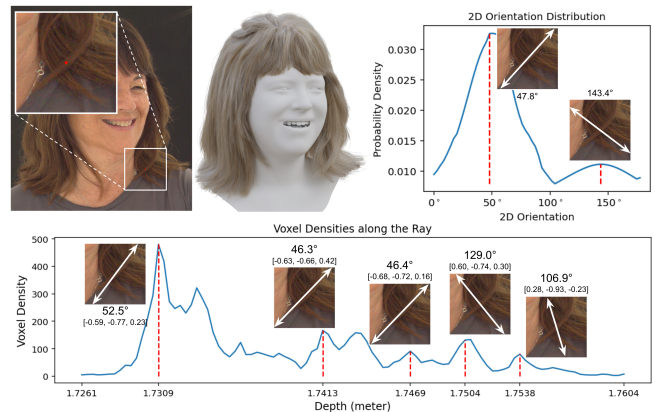 2D Orientation Distribution
0.030
0.025
0.020
0.015
0.010
Probability Density
47.8°
143.4°
0° 50° 100° 150°
2D Orientation
Voxel Densities along the Ray
500
400
300
200
100
0
Voxel Density
52.5°
[-0.59, -0.77, 0.23]
46.3°
[-0.63, -0.66, 0.42]
46.4°
[-0.68, -0.72, 0.16]
129.0°
[0.60, -0.74, 0.30]
106.9°
[0.28, -0.93, -0.23]
1.7261 1.7309 1.7413 1.7469 1.7504 1.7538 1.7604
Depth (meter)